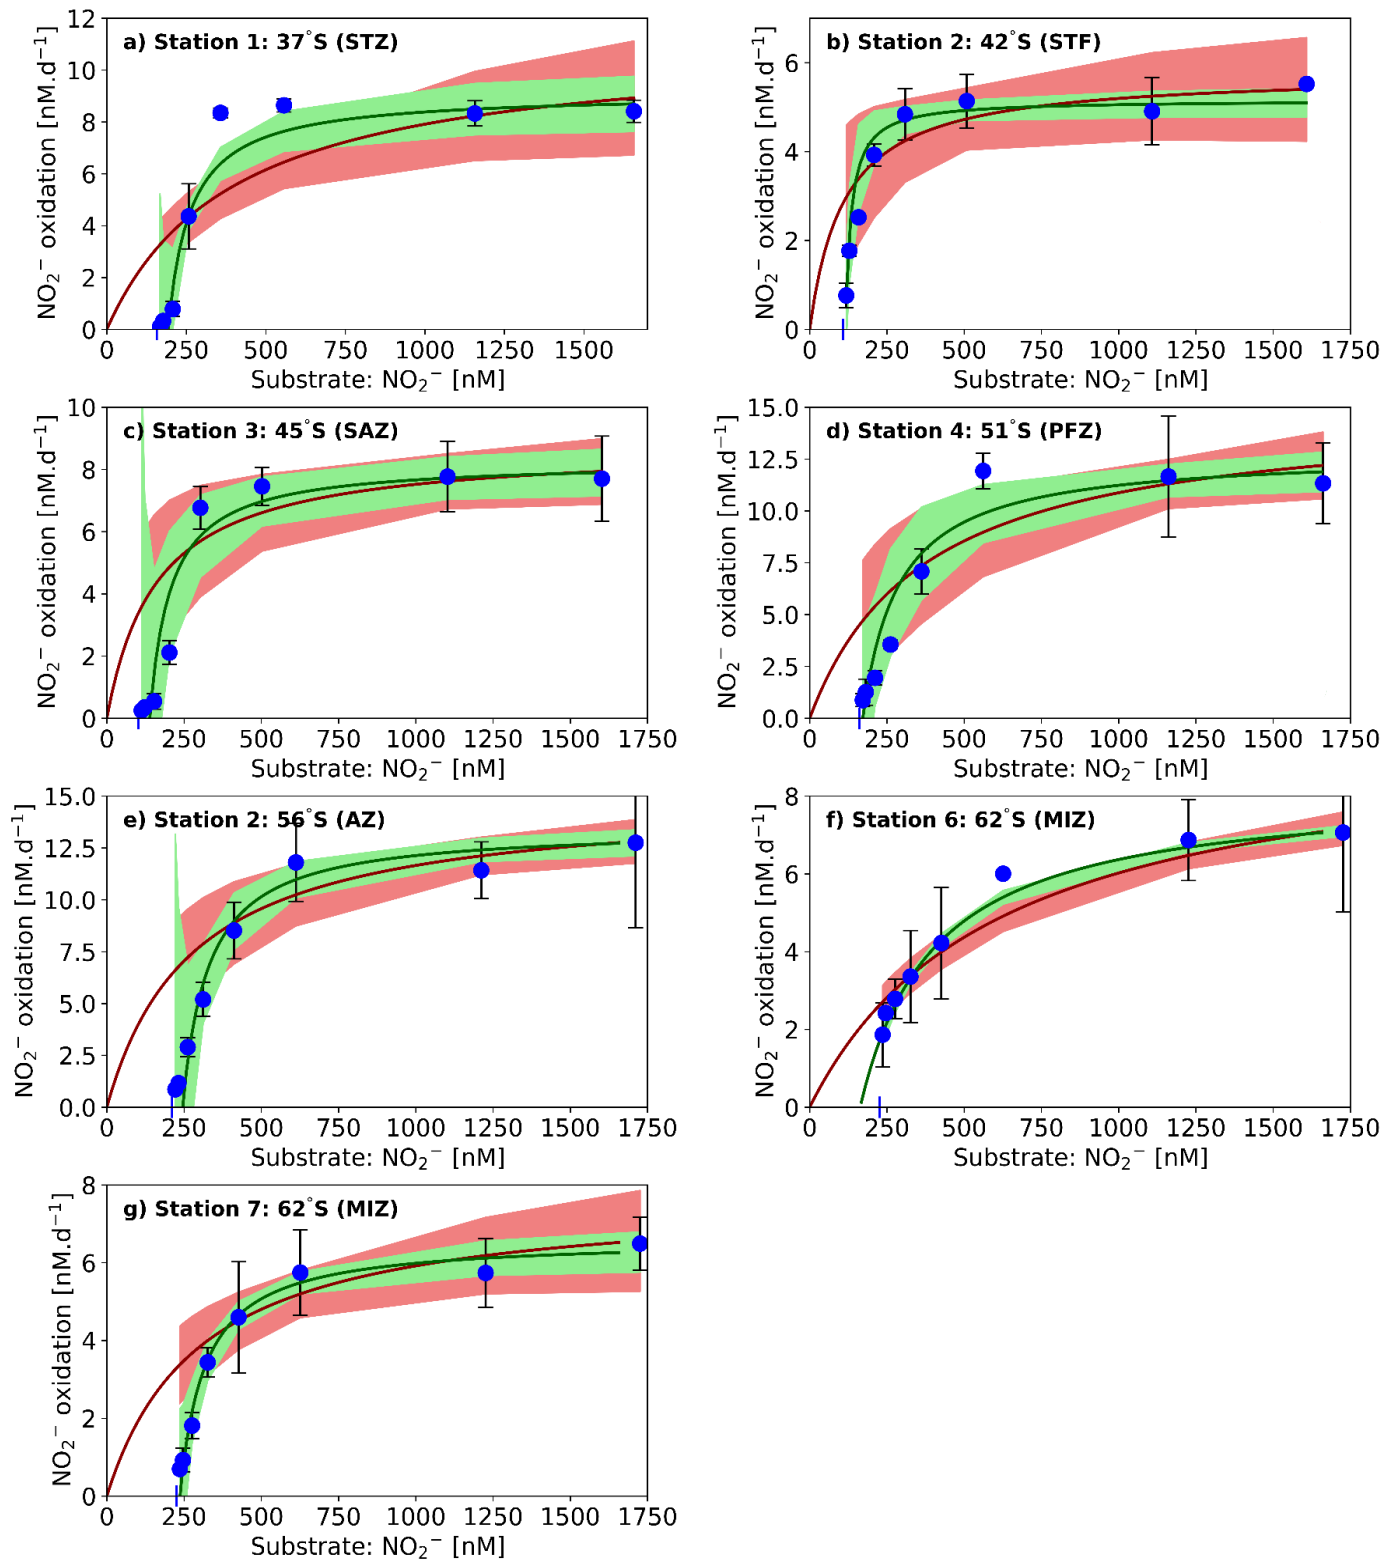 a) Station 1: 37°S (STZ)
NO₂⁻ oxidation [nM.d⁻¹]
12
10
8
6
4
2
0
0 250 500 750 1000 1250 1500
Substrate: NO₂⁻ [nM]
b) Station 2: 42°S (STF)
NO₂⁻ oxidation [nM.d⁻¹]
6
4
2
0
0 250 500 750 1000 1250 1500 1750
Substrate: NO₂⁻ [nM]
c) Station 3: 45°S (SAZ)
NO₂⁻ oxidation [nM.d⁻¹]
10
8
6
4
2
0
0 250 500 750 1000 1250 1500 1750
Substrate: NO₂⁻ [nM]
d) Station 4: 51°S (PFZ)
NO₂⁻ oxidation [nM.d⁻¹]
15.0
12.5
10.0
7.5
5.0
2.5
0.0
0 250 500 750 1000 1250 1500 1750
Substrate: NO₂⁻ [nM]
e) Station 2: 56°S (AZ)
NO₂⁻ oxidation [nM.d⁻¹]
15.0
12.5
10.0
7.5
5.0
2.5
0.0
0 250 500 750 1000 1250 1500 1750
Substrate: NO₂⁻ [nM]
f) Station 6: 62°S (MIZ)
NO₂⁻ oxidation [nM.d⁻¹]
8
6
4
2
0
0 250 500 750 1000 1250 1500 1750
Substrate: NO₂⁻ [nM]
g) Station 7: 62°S (MIZ)
NO₂⁻ oxidation [nM.d⁻¹]
8
6
4
2
0
0 250 500 750 1000 1250 1500 1750
Substrate: NO₂⁻ [nM]